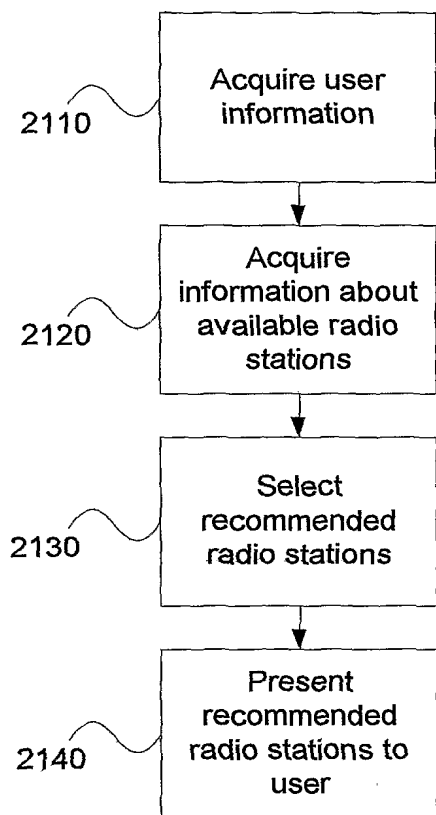 Acquire user
information
2110
Acquire
information about
available radio
stations
2120
Select
recommended
radio stations
2130
Present
recommended
radio stations to
user
2140